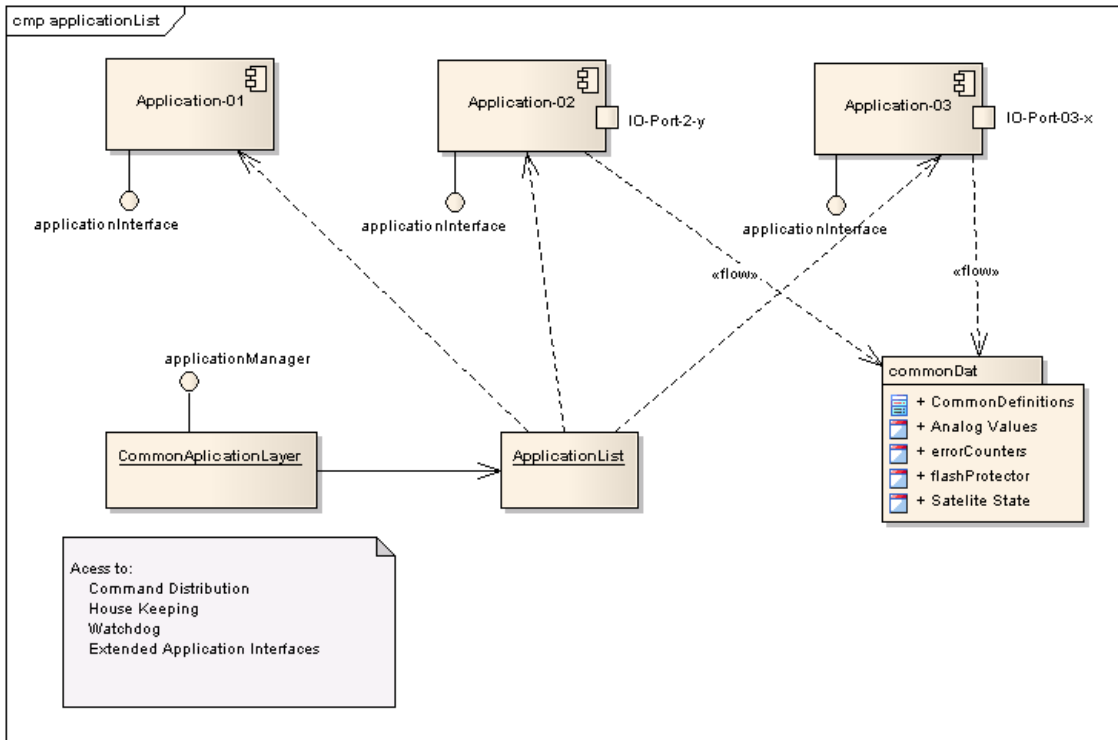 cmp applicationList
Application-01
Application-02
Application-03
IO-Port-2-y
IO-Port-03-x
applicationInterface
applicationInterface
applicationInterface
«flow»
«flow»
applicationManager
commonDat
+ CommonDefinitions
+ Analog Values
+ errorCounters
+ flashProtector
+ Satelite State
CommonAplicationLayer
ApplicationList
Acess to:
Command Distribution
House Keeping
Watchdog
Extended Application Interfaces